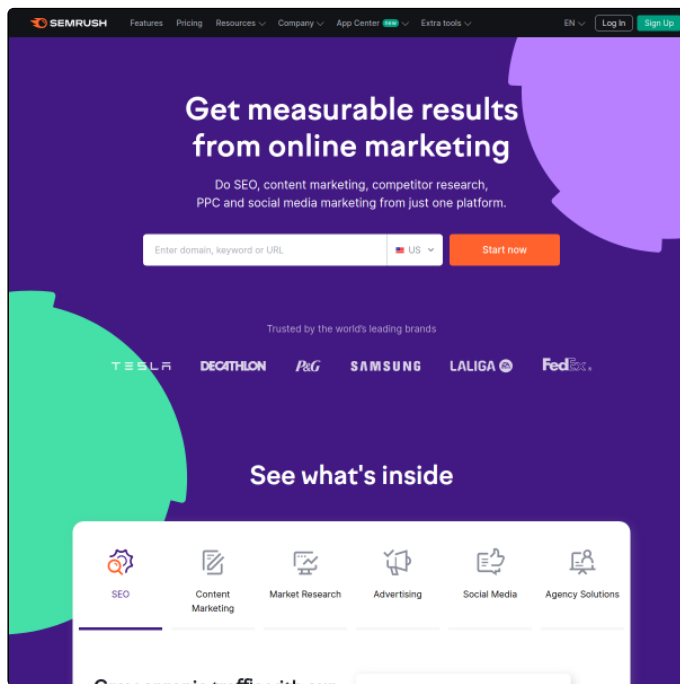 SEMRUSH Features Pricing Resources Company App Center NEW Extra tools EN Log In Sign Up
Get measurable results
from online marketing
Do SEO, content marketing, competitor research,
PPC and social media marketing from just one platform.
Enter domain, keyword or URL US Start now
Trusted by the world's leading brands
TESLA DECATHLON P&G SAMSUNG LALIGA FedEx.
See what's inside
SEO Content Market Research Advertising Social Media Agency Solutions
Marketing